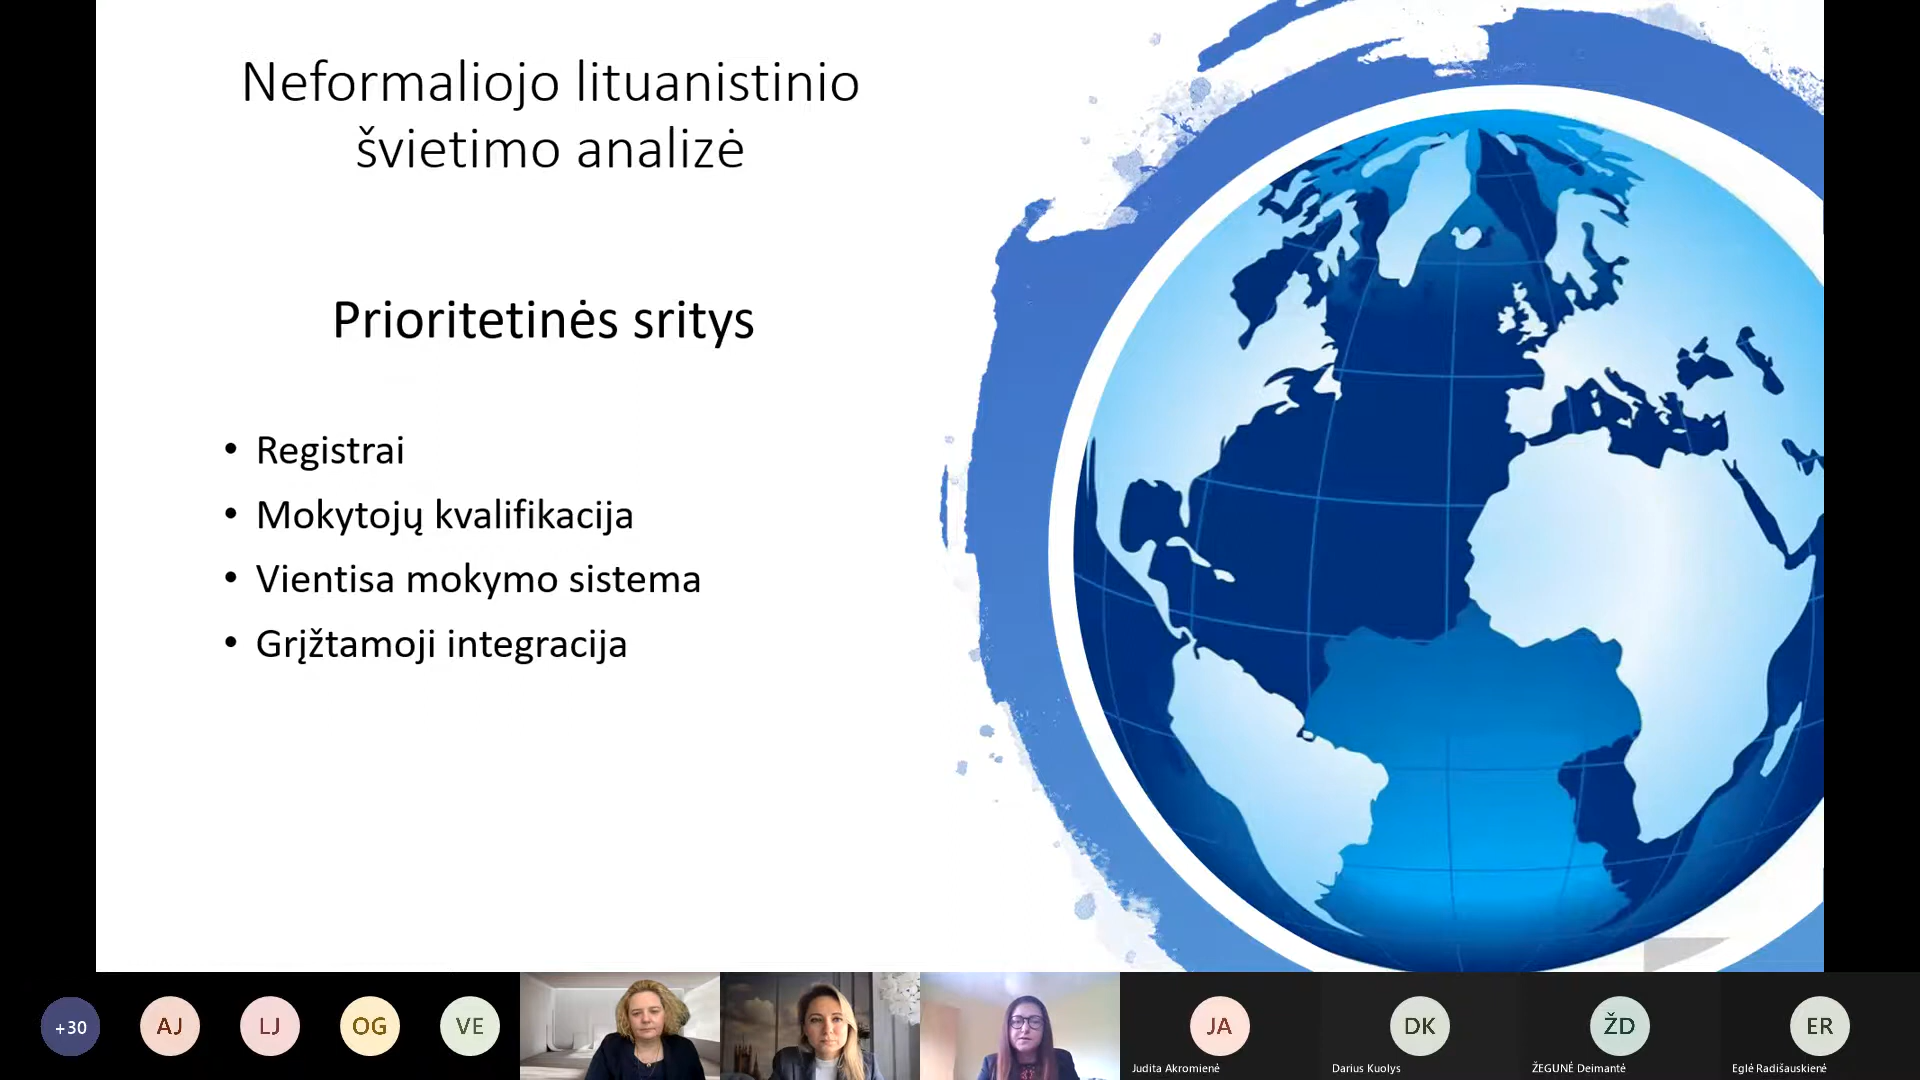 Neformaliojo lituanistinio
švietimo analizė
Prioritetinės sritys
• Registrai
• Mokytojų kvalifikacija
• Vientisa mokymo sistema
• Grįžtamoji integracija
+30
AJ
LJ
OG
VE
JA
DK
ŽD
ER
Judita Akromienė
Darius Kuolys
ŽEGUNĖ Deimantė
Eglė Radišauskienė